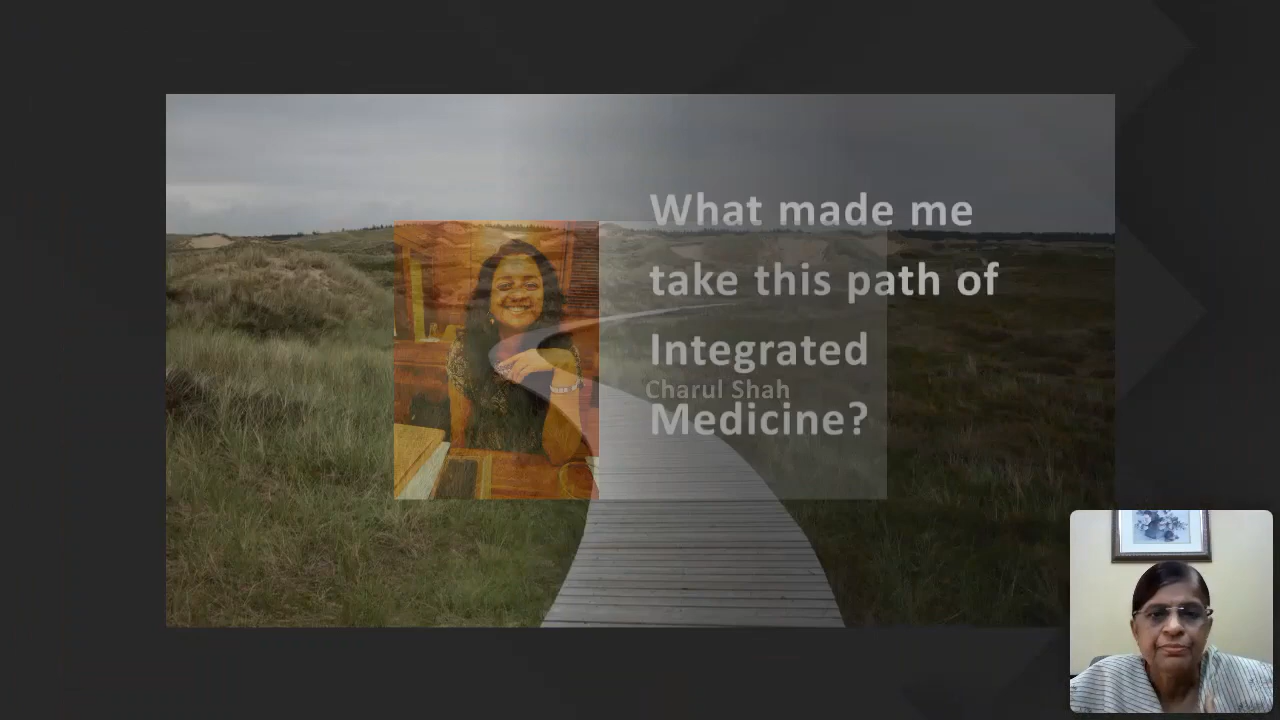 What made me
take this path of
Integrated
Charul Shah
Medicine?